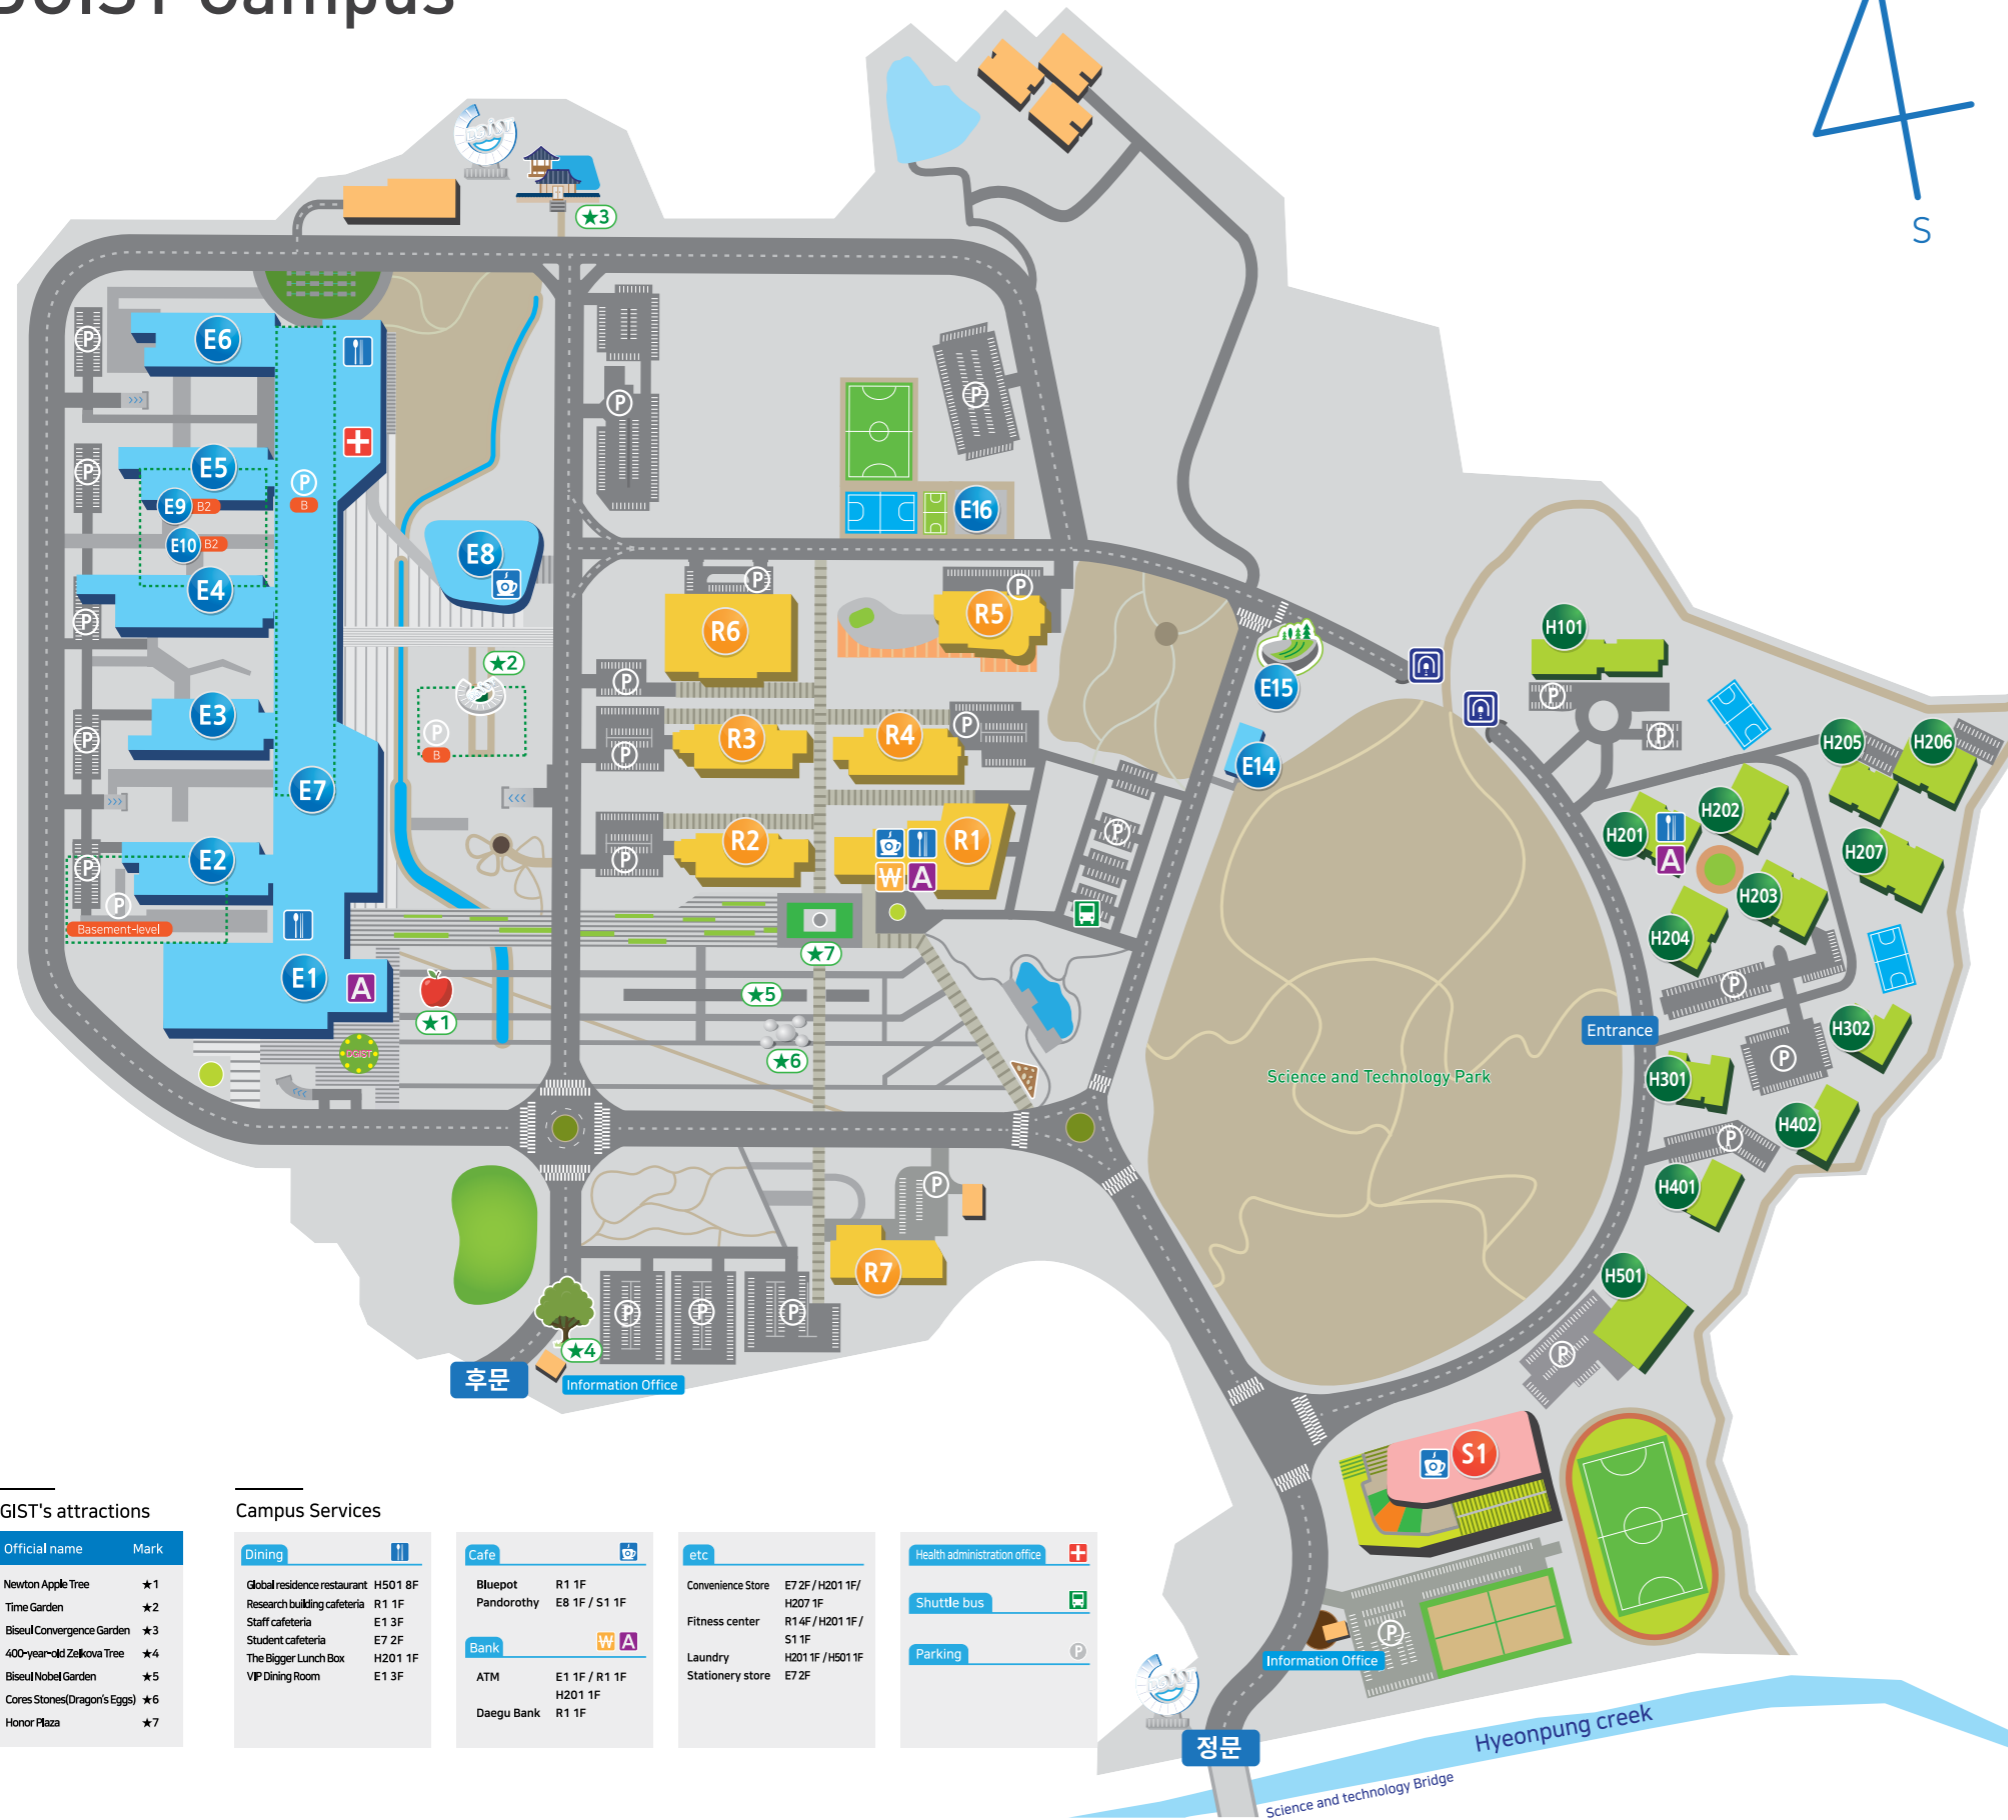 DGIST Campus
S
★3
E6
P
P
E5
P
P
E9 B2
B
E16
E10 B2
E8
E4
P
P
P
R6
R5
H101
★2
P
E15
E3
P
B
P
R3
R4
P
P
P
H205
H206
E14
E7
P
H202
H201
A
H207
E2
P
P
R2
R1
P
₩ A
H203
P
H204
Basement-level
★7
E1
A
★5
P
★1
Entrance
H302
DGIST
★6
P
Science and Technology Park
H301
H402
P
P
H401
R7
H501
P
P
P
★4
P
후문
Information Office
S1
P
Information Office
정문
Hyeonpung creek
Science and technology Bridge
GIST's attractions
Official name Mark
Newton Apple Tree ★1
Time Garden ★2
Biseul Convergence Garden ★3
400-year-old Zelkova Tree ★4
Biseul Nobel Garden ★5
Cores Stones(Dragon's Eggs) ★6
Honor Plaza ★7
Campus Services
Dining
Global residence restaurant H501 8F
Research building cafeteria R1 1F
Staff cafeteria E1 3F
Student cafeteria E7 2F
The Bigger Lunch Box H201 1F
VIP Dining Room E1 3F
Cafe
Bluepot R1 1F
Pandorothy E8 1F / S1 1F
Bank ₩ A
ATM E1 1F / R1 1F
H201 1F
Daegu Bank R1 1F
etc
Convenience Store E7 2F / H201 1F/
H207 1F
Fitness center R1 4F / H201 1F /
S1 1F
Laundry H201 1F / H501 1F
Stationery store E7 2F
Health administration office
Shuttle bus
Parking P